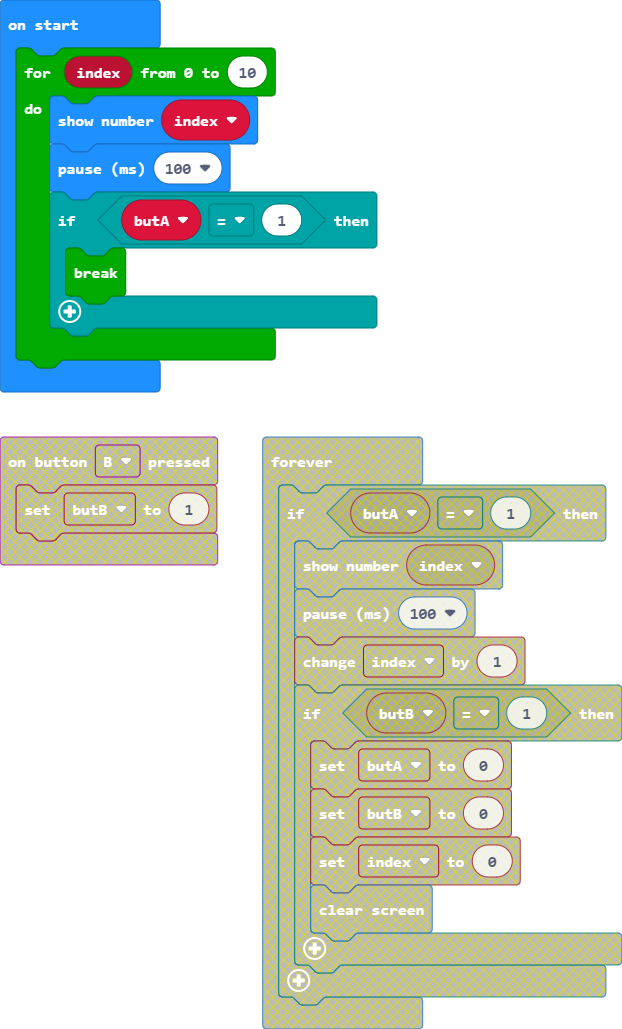 on start
for index from 0 to 10
do
show number index
pause (ms) 100
if butA = 1 then
break
on button B pressed
set butB to 1
forever
if butA = 1 then
show number index
pause (ms) 100
change index by 1
if butB = 1 then
set butA to 0
set butB to 0
set index to 0
clear screen